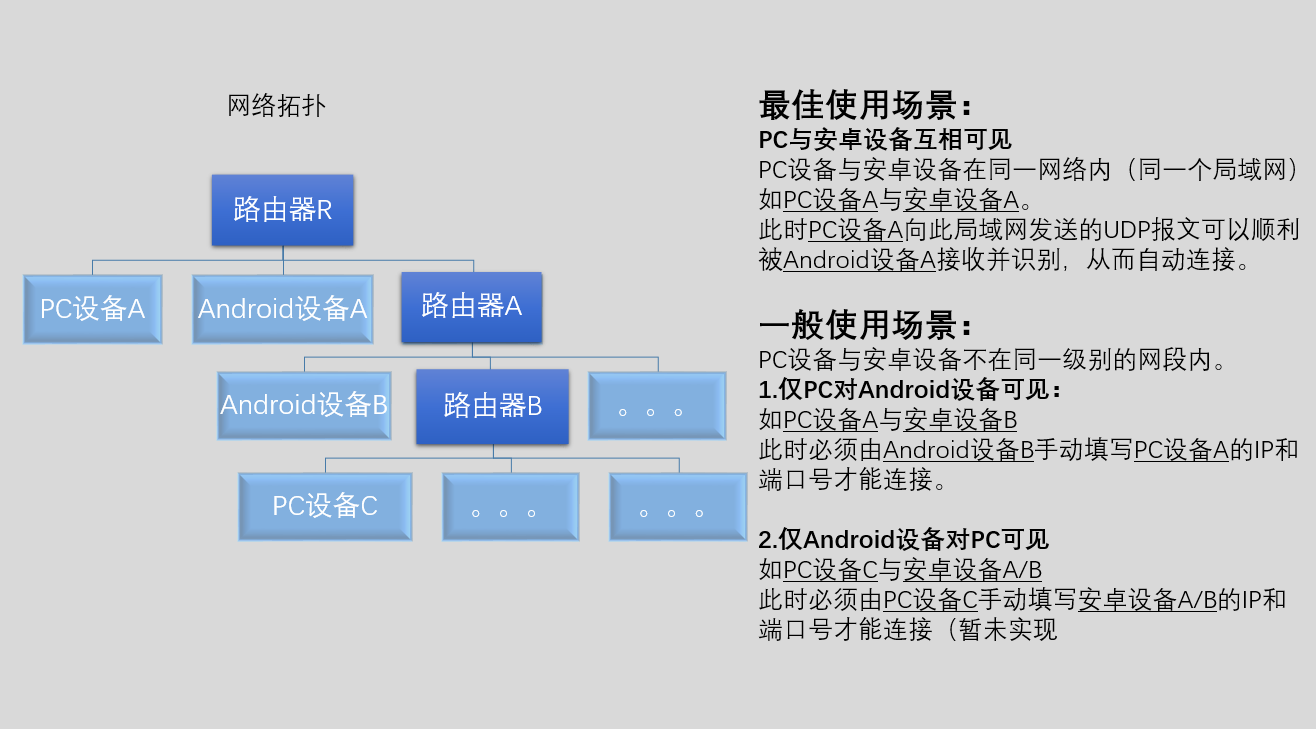 网络拓扑
路由器R
PC设备A
Android设备A
路由器A
Android设备B
路由器B
。。。
PC设备C
。。。
。。。
最佳使用场景：
PC与安卓设备互相可见
PC设备与安卓设备在同一网络内（同一个局域网）
如PC设备A与安卓设备A。
此时PC设备A向此局域网发送的UDP报文可以顺利
被Android设备A接收并识别，从而自动连接。
一般使用场景：
PC设备与安卓设备不在同一级别的网段内。
1.仅PC对Android设备可见：
如PC设备A与安卓设备B
此时必须由Android设备B手动填写PC设备A的IP和
端口号才能连接。
2.仅Android设备对PC可见
如PC设备C与安卓设备A/B
此时必须由PC设备C手动填写安卓设备A/B的IP和
端口号才能连接（暂未实现